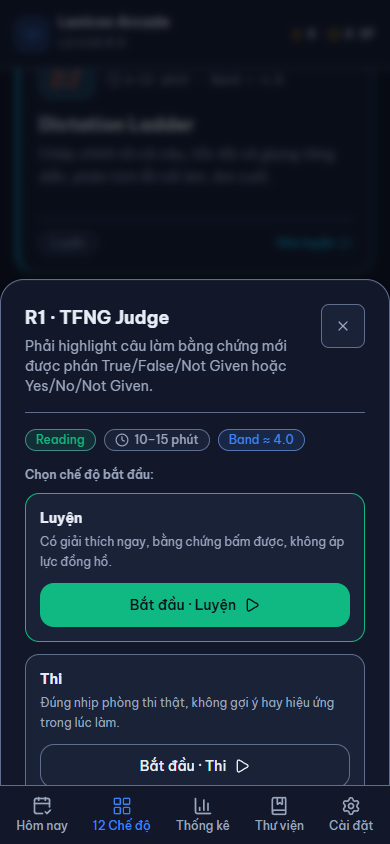 Dictation Ladder
R1 · TFNG Judge
Phải highlight câu làm bằng chứng mới
được phán True/False/Not Given hoặc
Yes/No/Not Given.
Reading
10–15 phút
Band ≈ 4.0
Chọn chế độ bắt đầu:
Luyện
Có giải thích ngay, bằng chứng bấm được, không áp
lực đồng hồ.
Bắt đầu · Luyện
Thi
Đúng nhịp phòng thi thật, không gợi ý hay hiệu ứng
trong lúc làm.
Bắt đầu · Thi
Hôm nay
12 Chế độ
Thống kê
Thư viện
Cài đặt